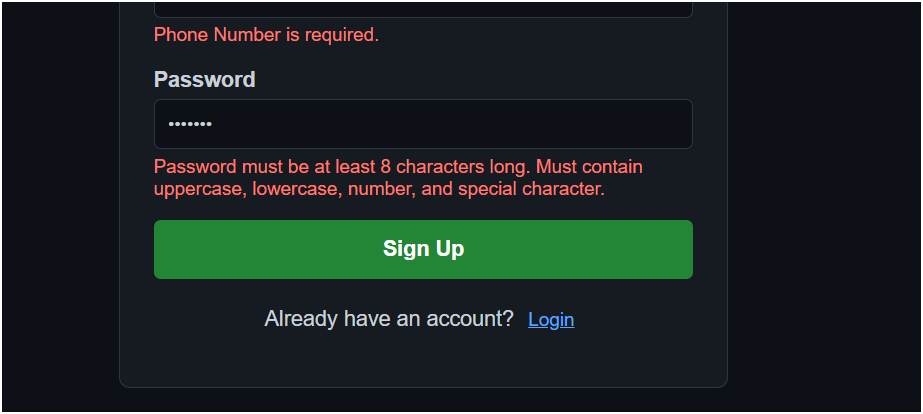 Phone Number is required.
Password
•••••••
Password must be at least 8 characters long. Must contain
uppercase, lowercase, number, and special character.
Sign Up
Already have an account? Login